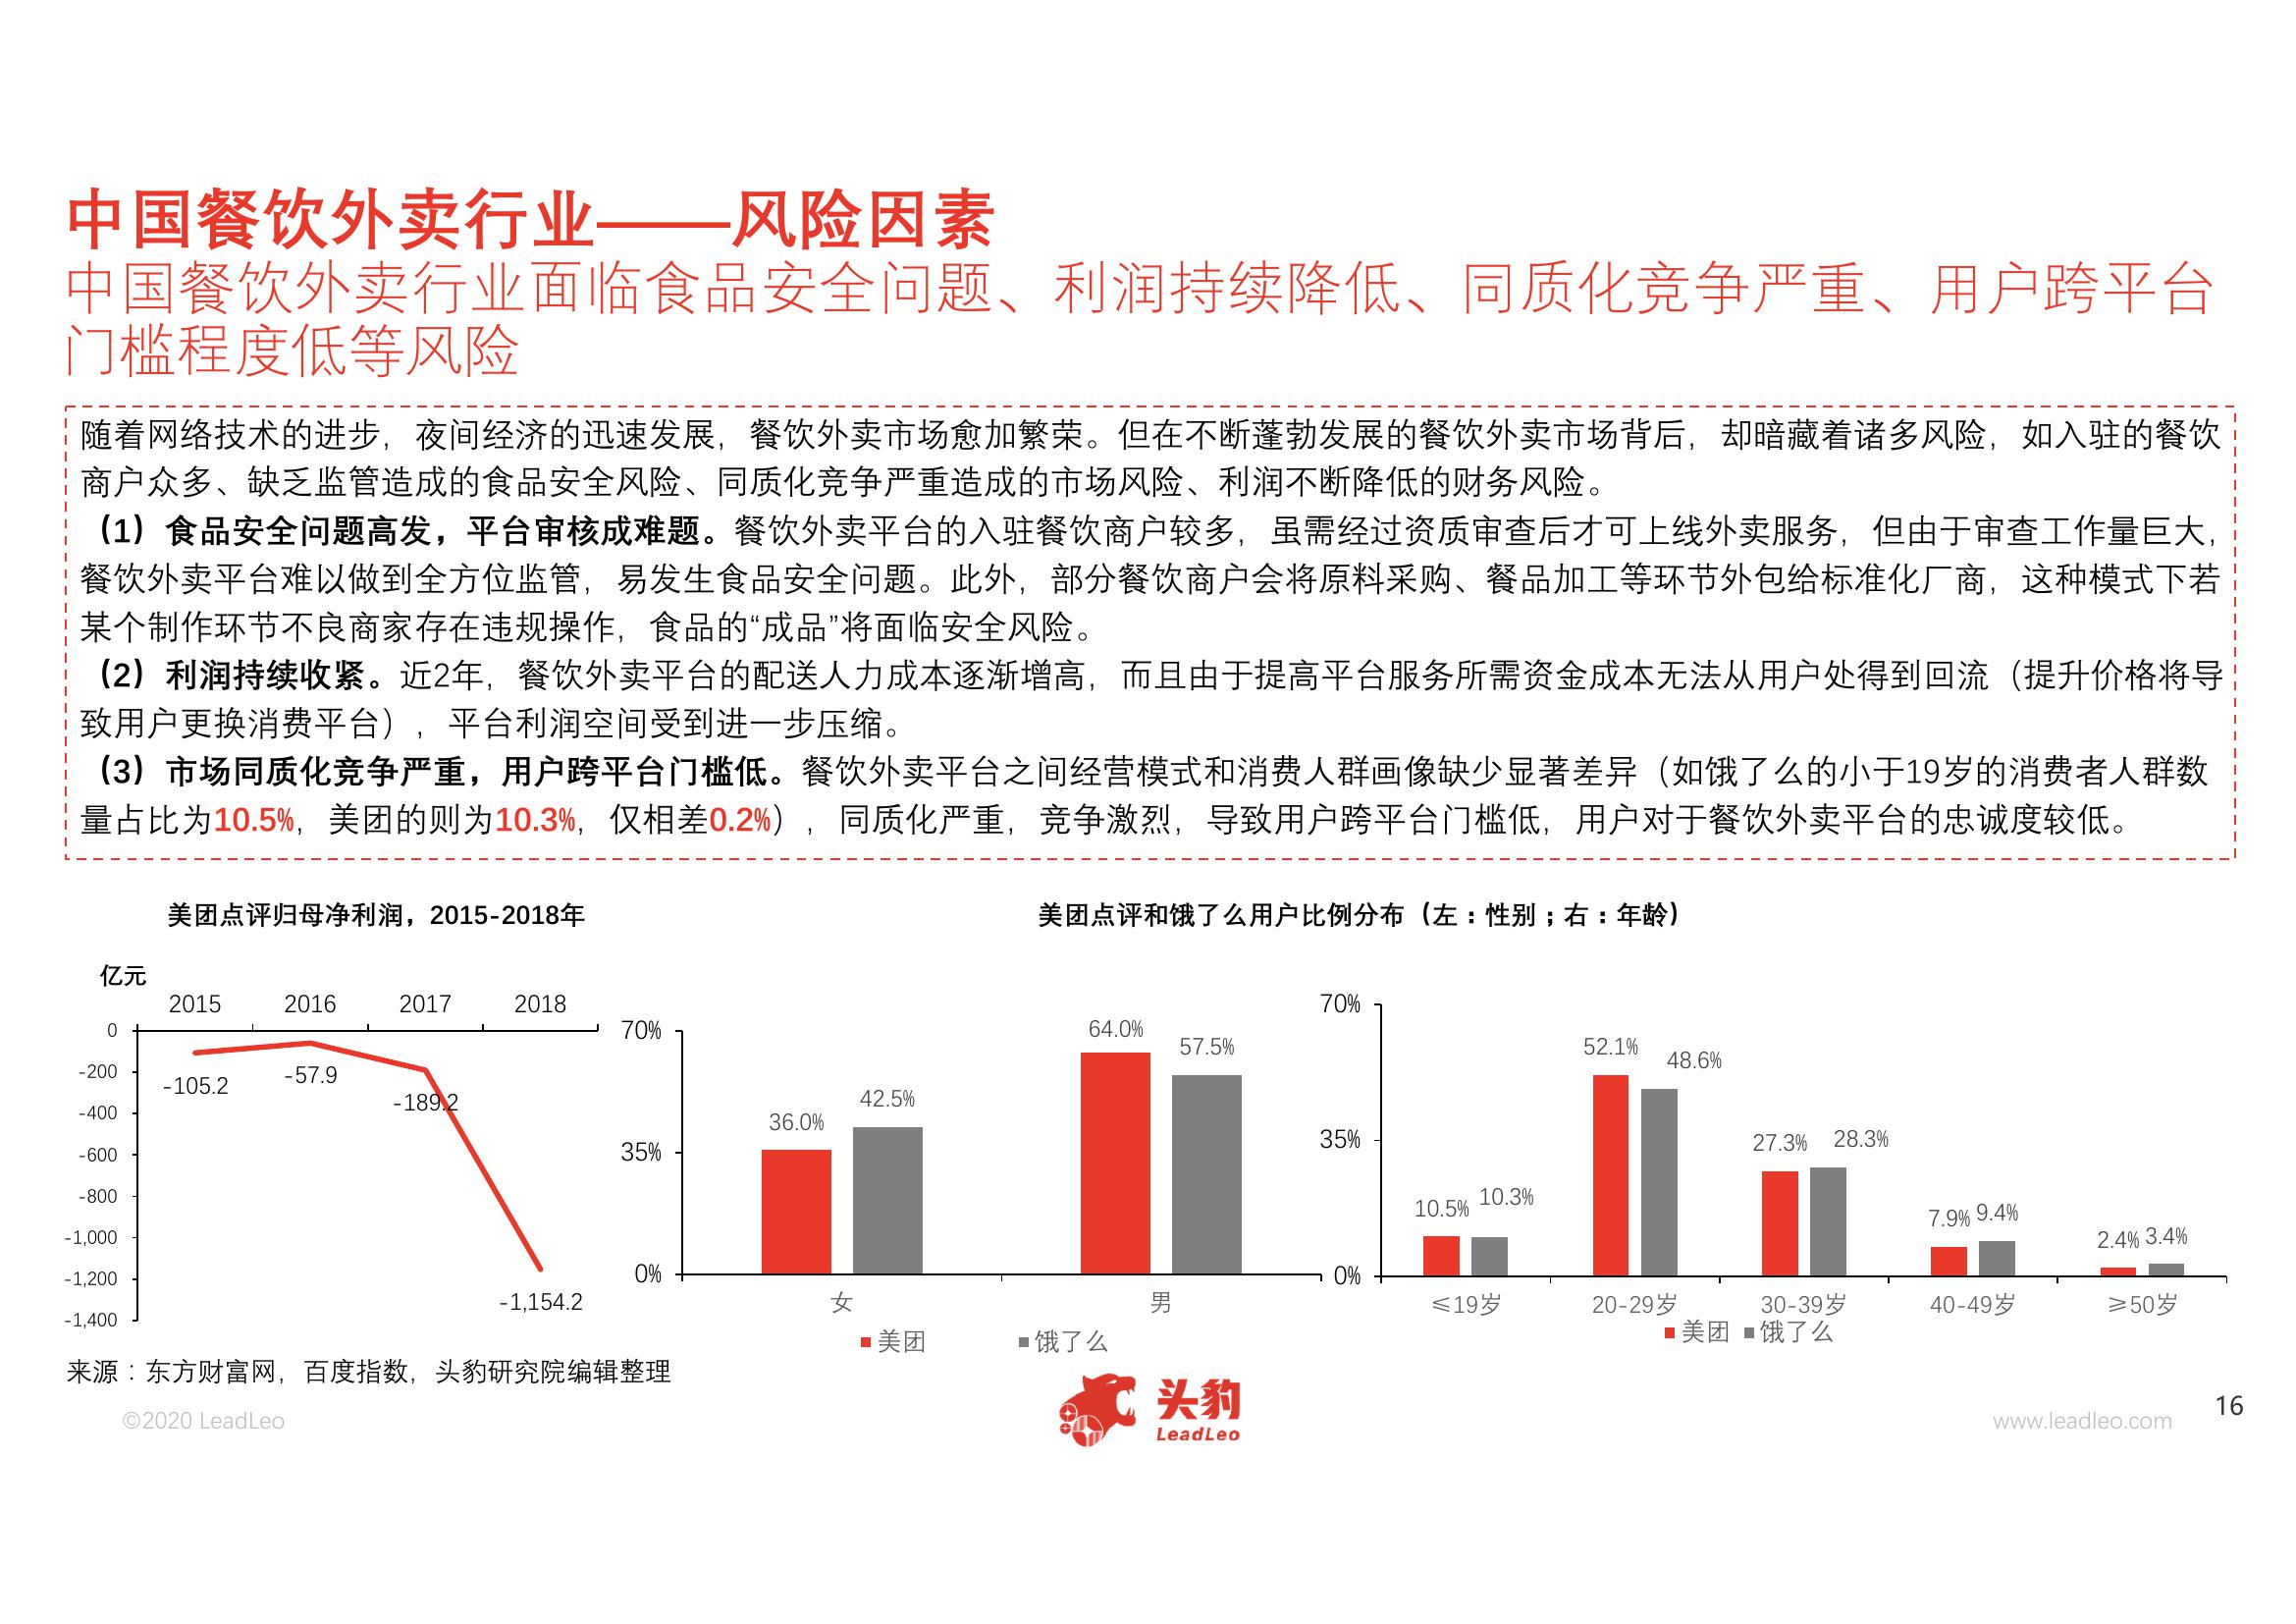 中国餐饮外卖行业——风险因素
中国餐饮外卖行业面临食品安全问题、利润持续降低、同质化竞争严重、用户跨平台
门槛程度低等风险
随着网络技术的进步，夜间经济的迅速发展，餐饮外卖市场愈加繁荣。但在不断蓬勃发展的餐饮外卖市场背后，却暗藏着诸多风险，如入驻的餐饮
商户众多、缺乏监管造成的食品安全风险、同质化竞争严重造成的市场风险、利润不断降低的财务风险。
（1）食品安全问题高发，平台审核成难题。餐饮外卖平台的入驻餐饮商户较多，虽需经过资质审查后才可上线外卖服务，但由于审查工作量巨大，
餐饮外卖平台难以做到全方位监管，易发生食品安全问题。此外，部分餐饮商户会将原料采购、餐品加工等环节外包给标准化厂商，这种模式下若
某个制作环节不良商家存在违规操作，食品的“成品”将面临安全风险。
（2）利润持续收紧。近2年，餐饮外卖平台的配送人力成本逐渐增高，而且由于提高平台服务所需资金成本无法从用户处得到回流（提升价格将导
致用户更换消费平台），平台利润空间受到进一步压缩。
（3）市场同质化竞争严重，用户跨平台门槛低。餐饮外卖平台之间经营模式和消费人群画像缺少显著差异（如饿了么的小于19岁的消费者人群数
量占比为10.5%，美团的则为10.3%，仅相差0.2%），同质化严重，竞争激烈，导致用户跨平台门槛低，用户对于餐饮外卖平台的忠诚度较低。
美团点评归母净利润，2015-2018年
亿元
2015 2016 2017 2018
0
-200
-400
-600
-800
-1,000
-1,200
-1,400
-105.2
-57.9
-189.2
-1,154.2
美团点评和饿了么用户比例分布（左：性别；右：年龄）
70%
35%
0%
36.0%
42.5%
64.0%
57.5%
女 男
美团 饿了么
70%
35%
0%
10.5% 10.3%
52.1% 48.6%
27.3% 28.3%
7.9% 9.4%
2.4% 3.4%
≤19岁 20-29岁 30-39岁 40-49岁 ≥50岁
美团 饿了么
来源：东方财富网，百度指数，头豹研究院编辑整理
©2020 LeadLeo
头豹
LeadLeo
www.leadleo.com
16